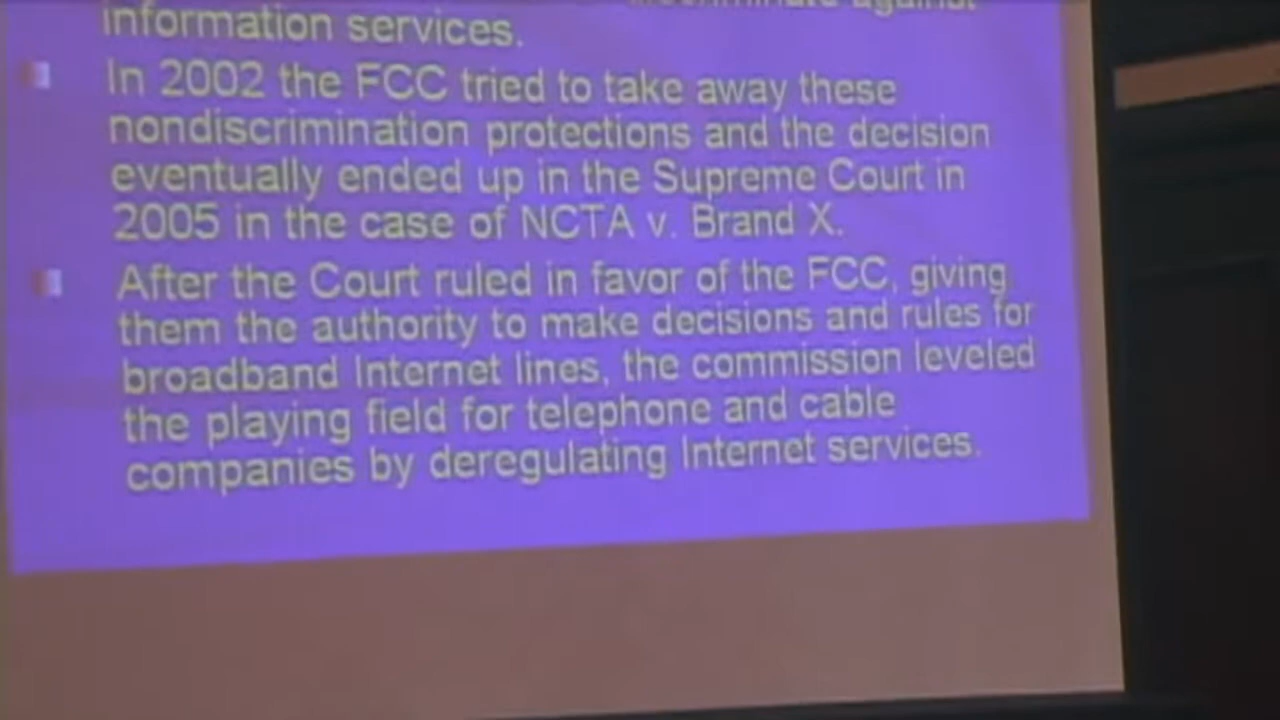 discriminate against
information services.
In 2002 the FCC tried to take away these
nondiscrimination protections and the decision
eventually ended up in the Supreme Court in
2005 in the case of NCTA v. Brand X.
After the Court ruled in favor of the FCC, giving
them the authority to make decisions and rules for
broadband Internet lines, the commission leveled
the playing field for telephone and cable
companies by deregulating Internet services.